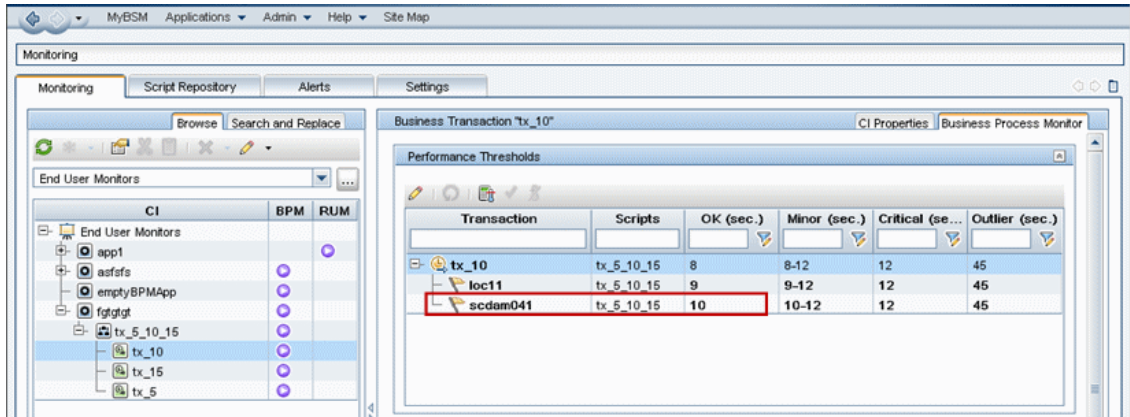 MyBSM Applications Admin Help Site Map
Monitoring
Monitoring Script Repository Alerts Settings
Browse Search and Replace
Business Transaction "tx_10" CI Properties Business Process Monitor
Performance Thresholds
End User Monitors ...
CI BPM RUM
End User Monitors
app1
asfsfs
emptyBPMApp
fgtgtgt
tx_5_10_15
tx_10
tx_15
tx_5
Transaction Scripts OK (sec.) Minor (sec.) Critical (se... Outlier (sec.)
tx_10 tx_5_10_15 8 8-12 12 45
loc11 tx_5_10_15 9 9-12 12 45
scdam041 tx_5_10_15 10 10-12 12 45